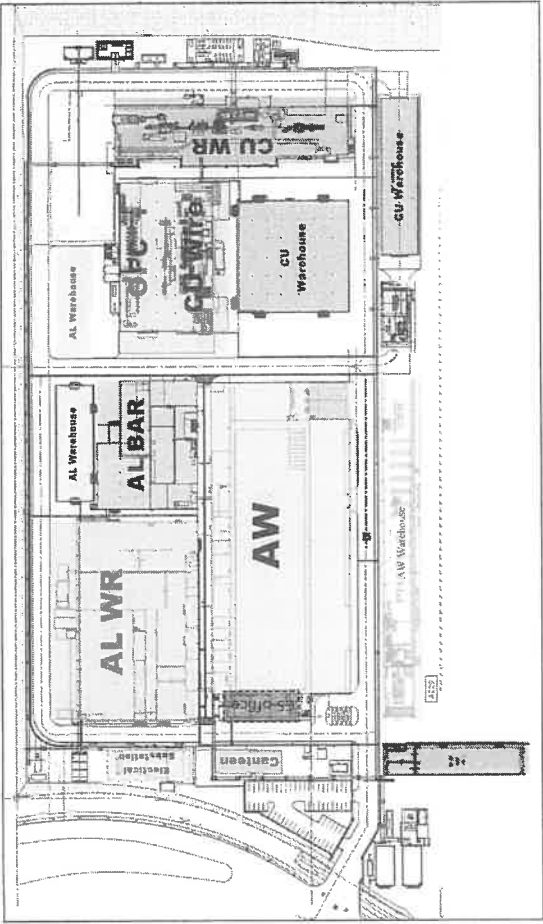 CU WR
CU Warehouse
CPC
CU-Wire
CU
Warehouse
AL Warehouse
AL Warehouse
AL BAR
AW
AW Warehouse
AL WR
office
Electrical
Substation
Canteen